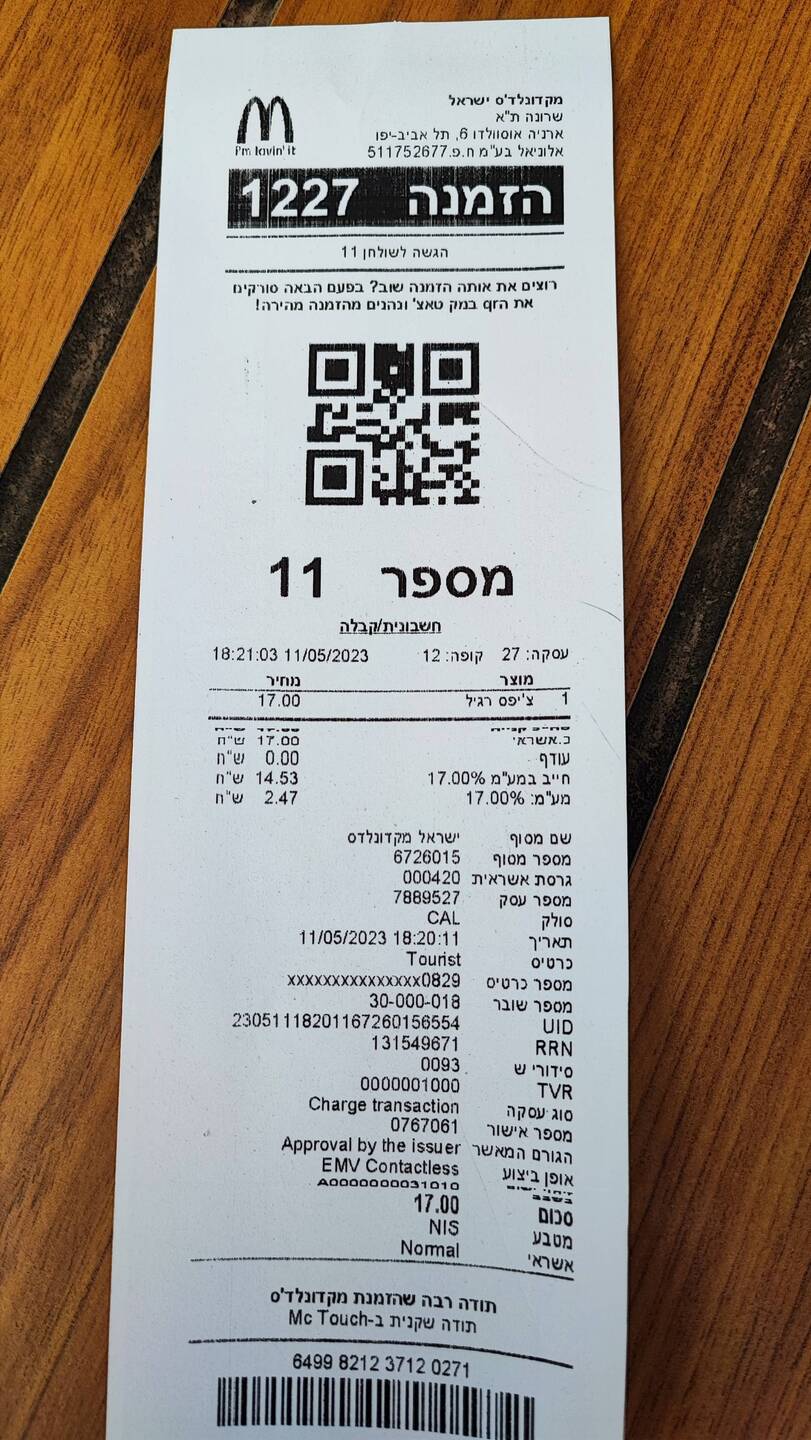 I'm lovin' it
מקדונלד'ס ישראל
שרונה ת"א
ארניה אוסוולדו 6, תל אביב-יפו
אלוניאל בע"מ ח.פ.511752677
הזמנה 1227
הגשה לשולחן 11
רוצים את אותה הזמנה שוב? בפעם הבאה סורקים
את הזף במק טאצ' ונהנים מהזמנה מהירה!
מספר 11
חשבונית/קבלה
עסקה: 27 קופה: 12 11/05/2023 18:21:03
מוצר מחיר
1 צ'יפס רגיל 17.00
כ.אשראי 17.00 ש"ח
עודף 0.00 ש"ח
חייב במע"מ 17.00% 14.53 ש"ח
מע"מ: 17.00% 2.47 ש"ח
שם מסוף ישראל מקדונלדס
מספר מסוף 6726015
גרסת אשראית 000420
מספר עסק 7889527
סולק CAL
תאריך 11/05/2023 18:20:11
כרטיס Tourist
מספר כרטיס xxxxxxxxxxxxxxx0829
מספר שובר 30-000-018
UID 23051118201167260156554
RRN 131549671
סידורי ש 0093
TVR 0000001000
סוג עסקה Charge transaction
מספר אישור 0767061
הגורם המאשר Approval by the issuer
אופן ביצוע EMV Contactless
A0000000031010
סכום 17.00
מטבע NIS
אשראי Normal
תודה רבה שהזמנת מקדונלד'ס
תודה שקנית ב-Mc Touch
6499 8212 3712 0271